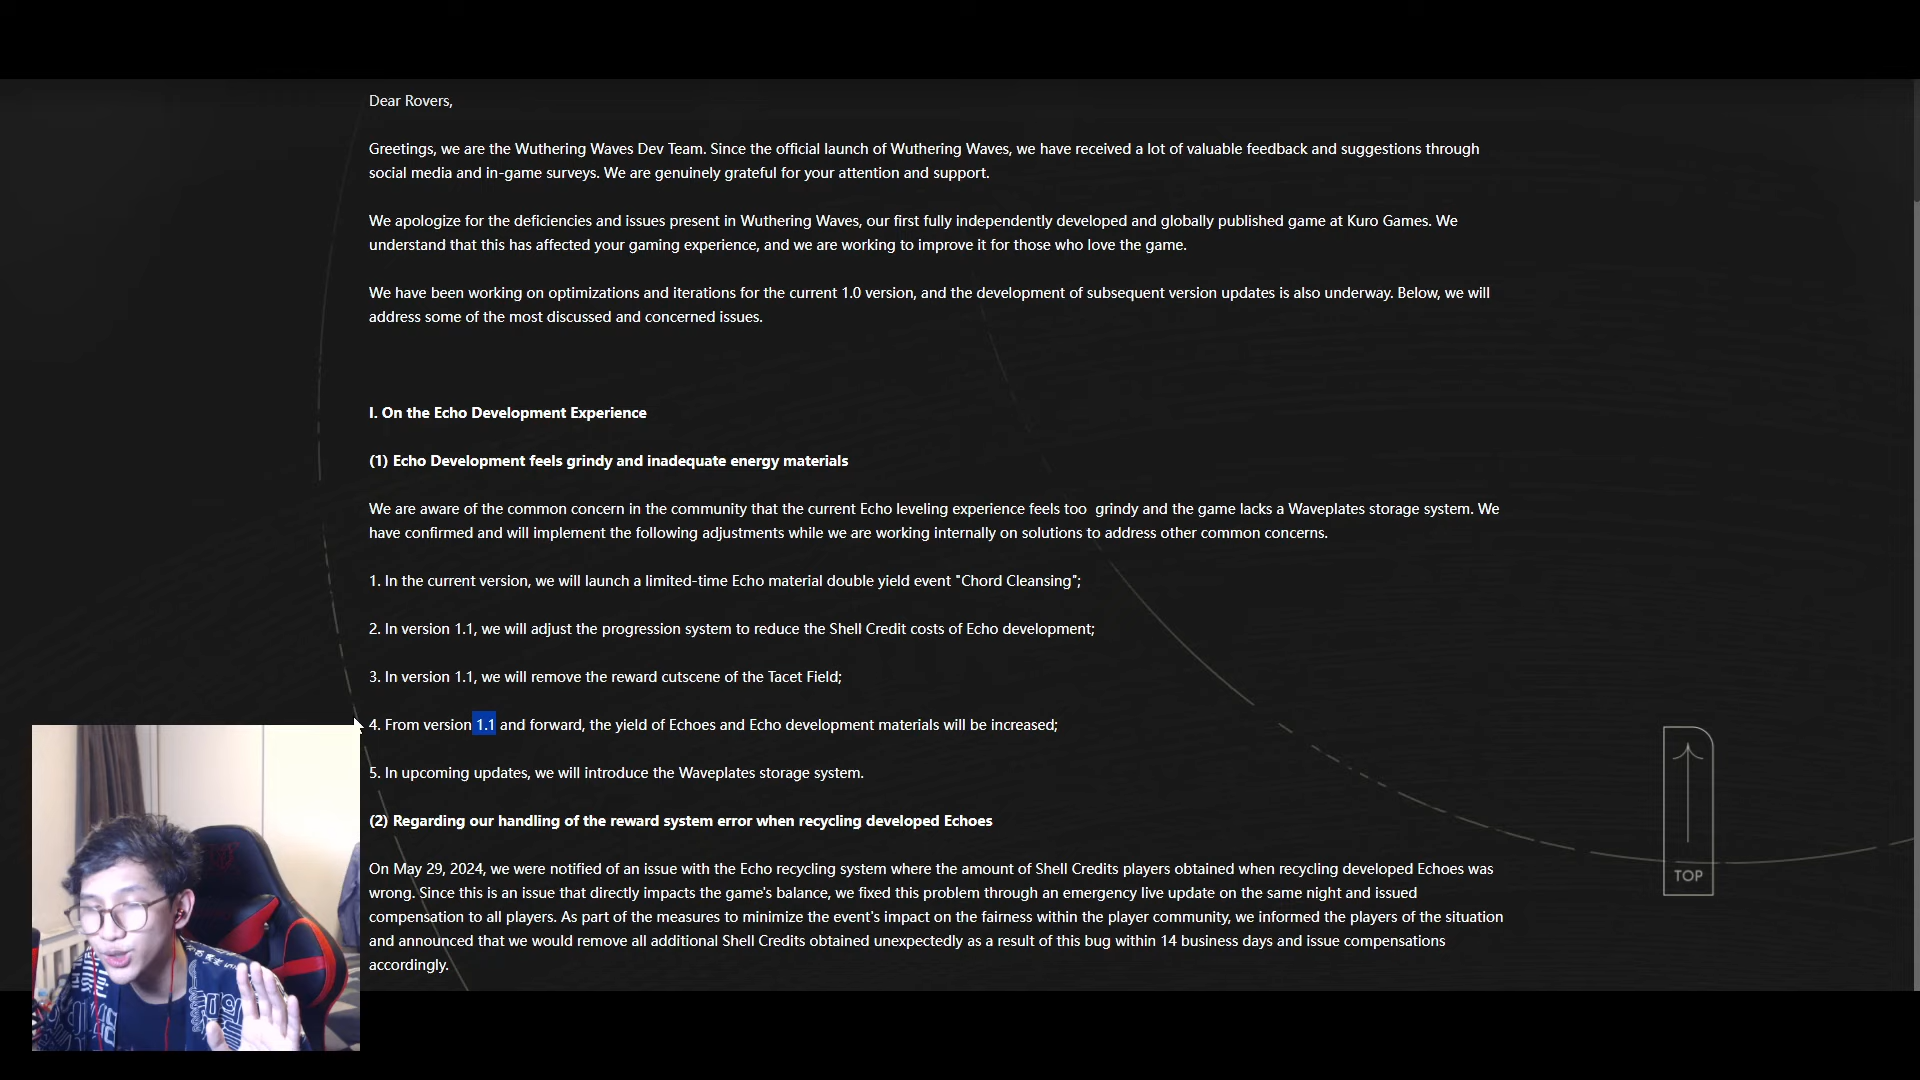 Dear Rovers,
Greetings, we are the Wuthering Waves Dev Team. Since the official launch of Wuthering Waves, we have received a lot of valuable feedback and suggestions through
social media and in-game surveys. We are genuinely grateful for your attention and support.
We apologize for the deficiencies and issues present in Wuthering Waves, our first fully independently developed and globally published game at Kuro Games. We
understand that this has affected your gaming experience, and we are working to improve it for those who love the game.
We have been working on optimizations and iterations for the current 1.0 version, and the development of subsequent version updates is also underway. Below, we will
address some of the most discussed and concerned issues.
I. On the Echo Development Experience
(1) Echo Development feels grindy and inadequate energy materials
We are aware of the common concern in the community that the current Echo leveling experience feels too  grindy and the game lacks a Waveplates storage system. We
have confirmed and will implement the following adjustments while we are working internally on solutions to address other common concerns.
1. In the current version, we will launch a limited-time Echo material double yield event "Chord Cleansing";
2. In version 1.1, we will adjust the progression system to reduce the Shell Credit costs of Echo development;
3. In version 1.1, we will remove the reward cutscene of the Tacet Field;
4. From version 1.1 and forward, the yield of Echoes and Echo development materials will be increased;
5. In upcoming updates, we will introduce the Waveplates storage system.
(2) Regarding our handling of the reward system error when recycling developed Echoes
On May 29, 2024, we were notified of an issue with the Echo recycling system where the amount of Shell Credits players obtained when recycling developed Echoes was
wrong. Since this is an issue that directly impacts the game's balance, we fixed this problem through an emergency live update on the same night and issued
compensation to all players. As part of the measures to minimize the event's impact on the fairness within the player community, we informed the players of the situation
and announced that we would remove all additional Shell Credits obtained unexpectedly as a result of this bug within 14 business days and issue compensations
accordingly.
TOP